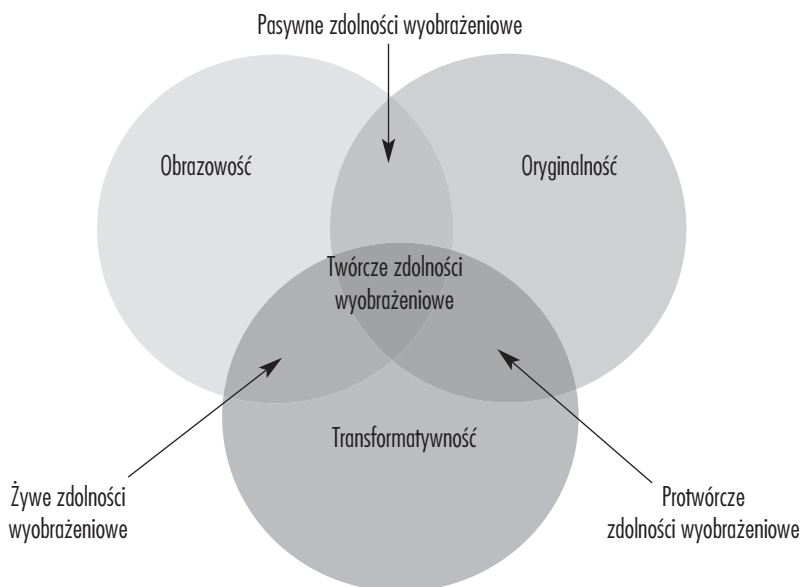 Pasywne zdolności wyobrażeniowe
Obrazowość
Oryginalność
Twórcze zdolności
wyobrażeniowe
Transformatywność
Żywe zdolności
wyobrażeniowe
Protwórcze
zdolności wyobrażeniowe